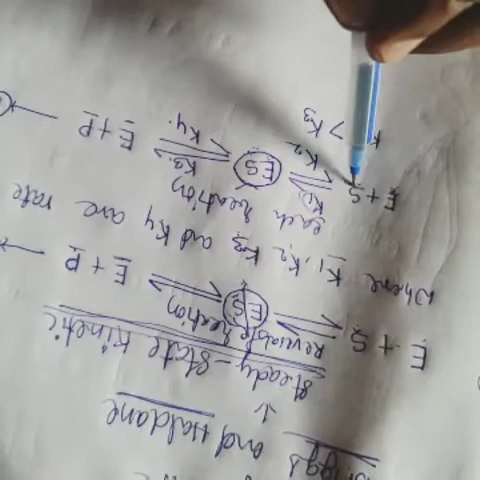 Briggs and Haldane
↓
Steady-State Kinetic
Reversible reaction
E + S ⇌ ES ⇌ E + P
Where K1, K2 K3 and K4 are rate
each reaction
E + S ⇌ ES ⇌ E + P
K1 K3
K2 K4
K > K3